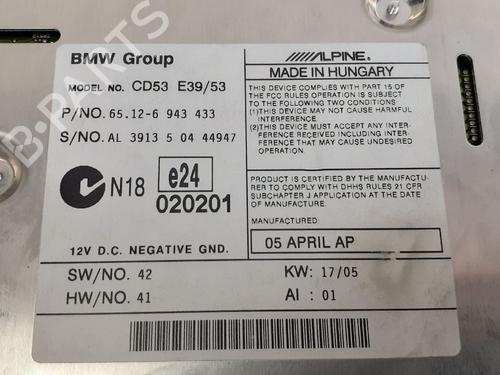 BMW Group
MODEL NO. CD53 E39/53
P/NO. 65.12-6 943 433
S/NO. AL 3913 5 04 44947
N18 e24
020201
12V D.C. NEGATIVE GND.
SW/NO. 42
HW/NO. 41
ALPINE
MADE IN HUNGARY
THIS DEVICE COMPLIES WITH PART 15 OF
THE FCC RULES OPERATION IS SUBJECT TO
THE FOLLOWING TWO CONDITIONS
(1)THIS DEVICE MAY NOT CAUSE HARMFUL
INTERFERENCE.
(2)THIS DEVICE MUST ACCEPT ANY INTERFER-
ENCE RECEIVED INCLUDING INTERFERENCE
THAT MAY CAUSE UNDESIRED
OPERATION.
PRODUCT IS CERTIFIED BY THE MANUFACTU-
RER TO COMPLY WITH DHHS RULES 21 CFR
SUBCHAPTER J APPLICATION AT THE DATE OF
MANUFACTURE.
MANUFACTURED:
05 APRIL AP
KW: 17/05
AI : 01
B-PARTS